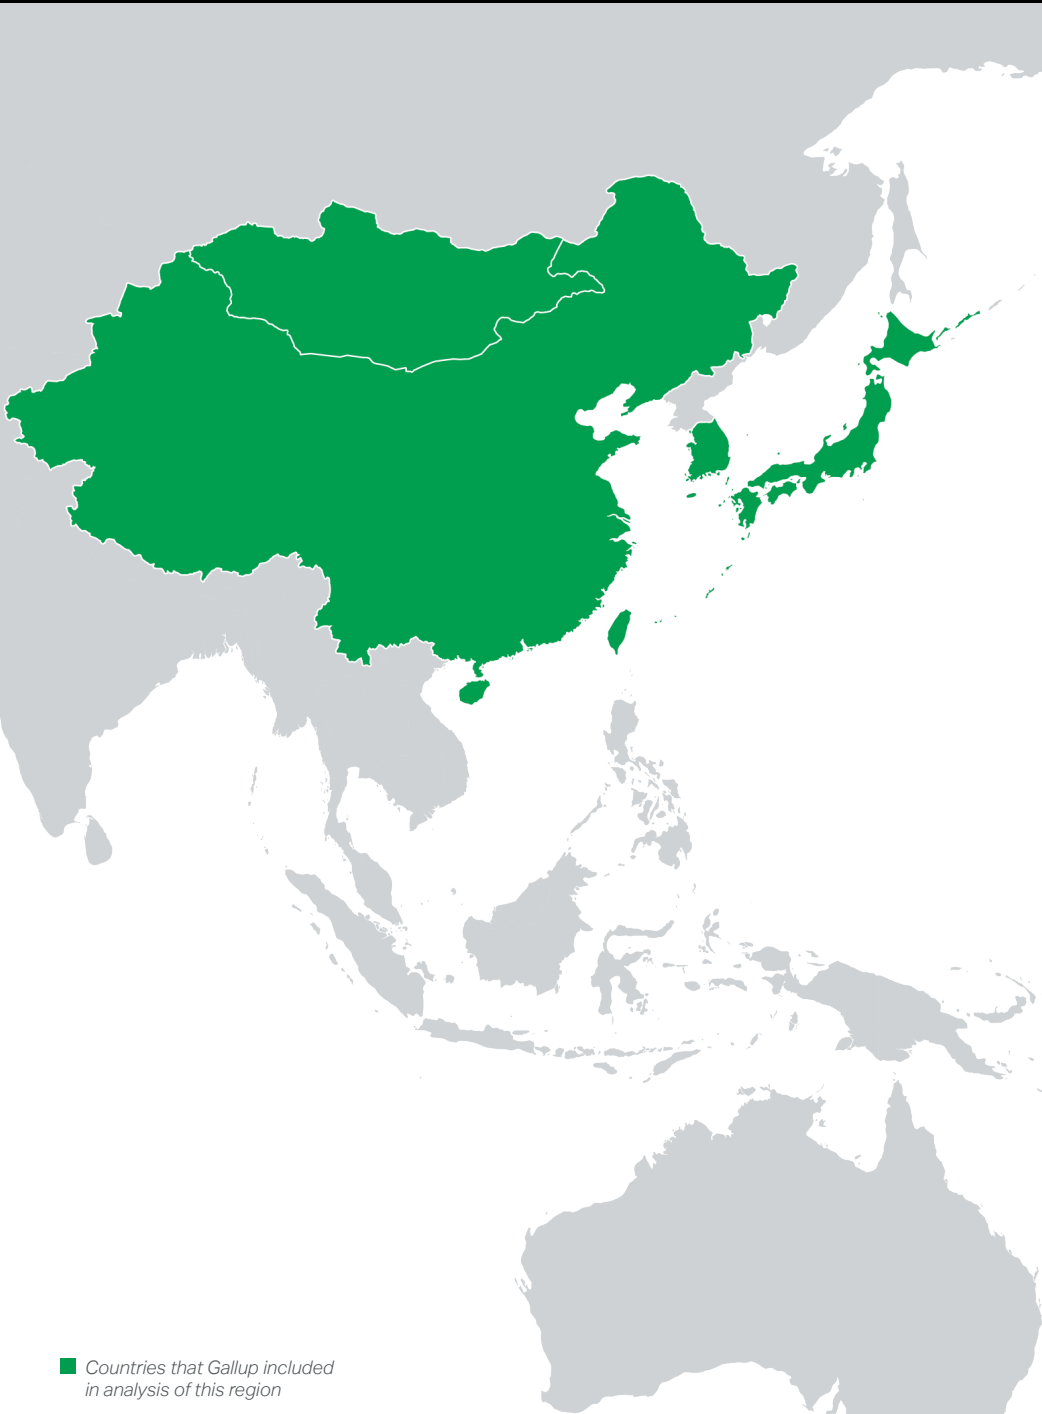 Countries that Gallup included
in analysis of this region